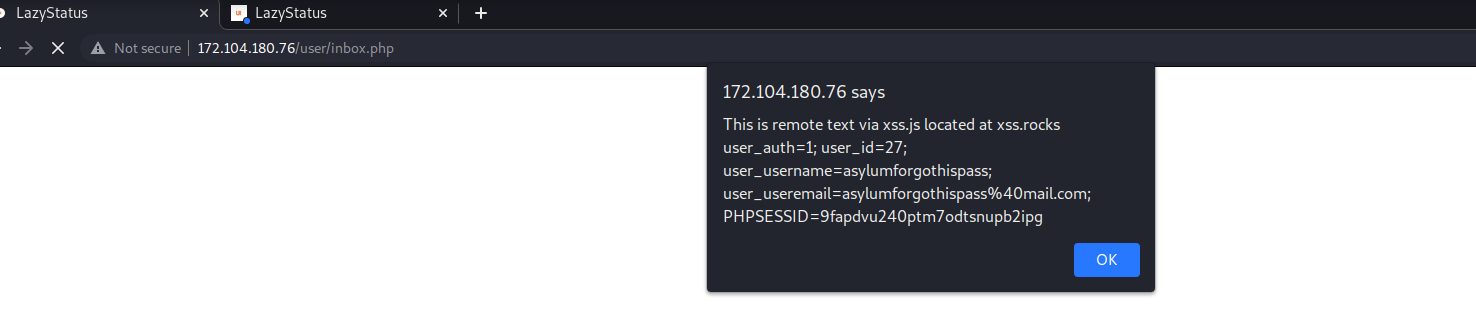 LazyStatus
LazyStatus
Not secure 172.104.180.76/user/inbox.php
172.104.180.76 says
This is remote text via xss.js located at xss.rocks
user_auth=1; user_id=27;
user_username=asylumforgothispass;
user_useremail=asylumforgothispass%40mail.com;
PHPSESSID=9fapdvu240ptm7odtsnupb2ipg
OK